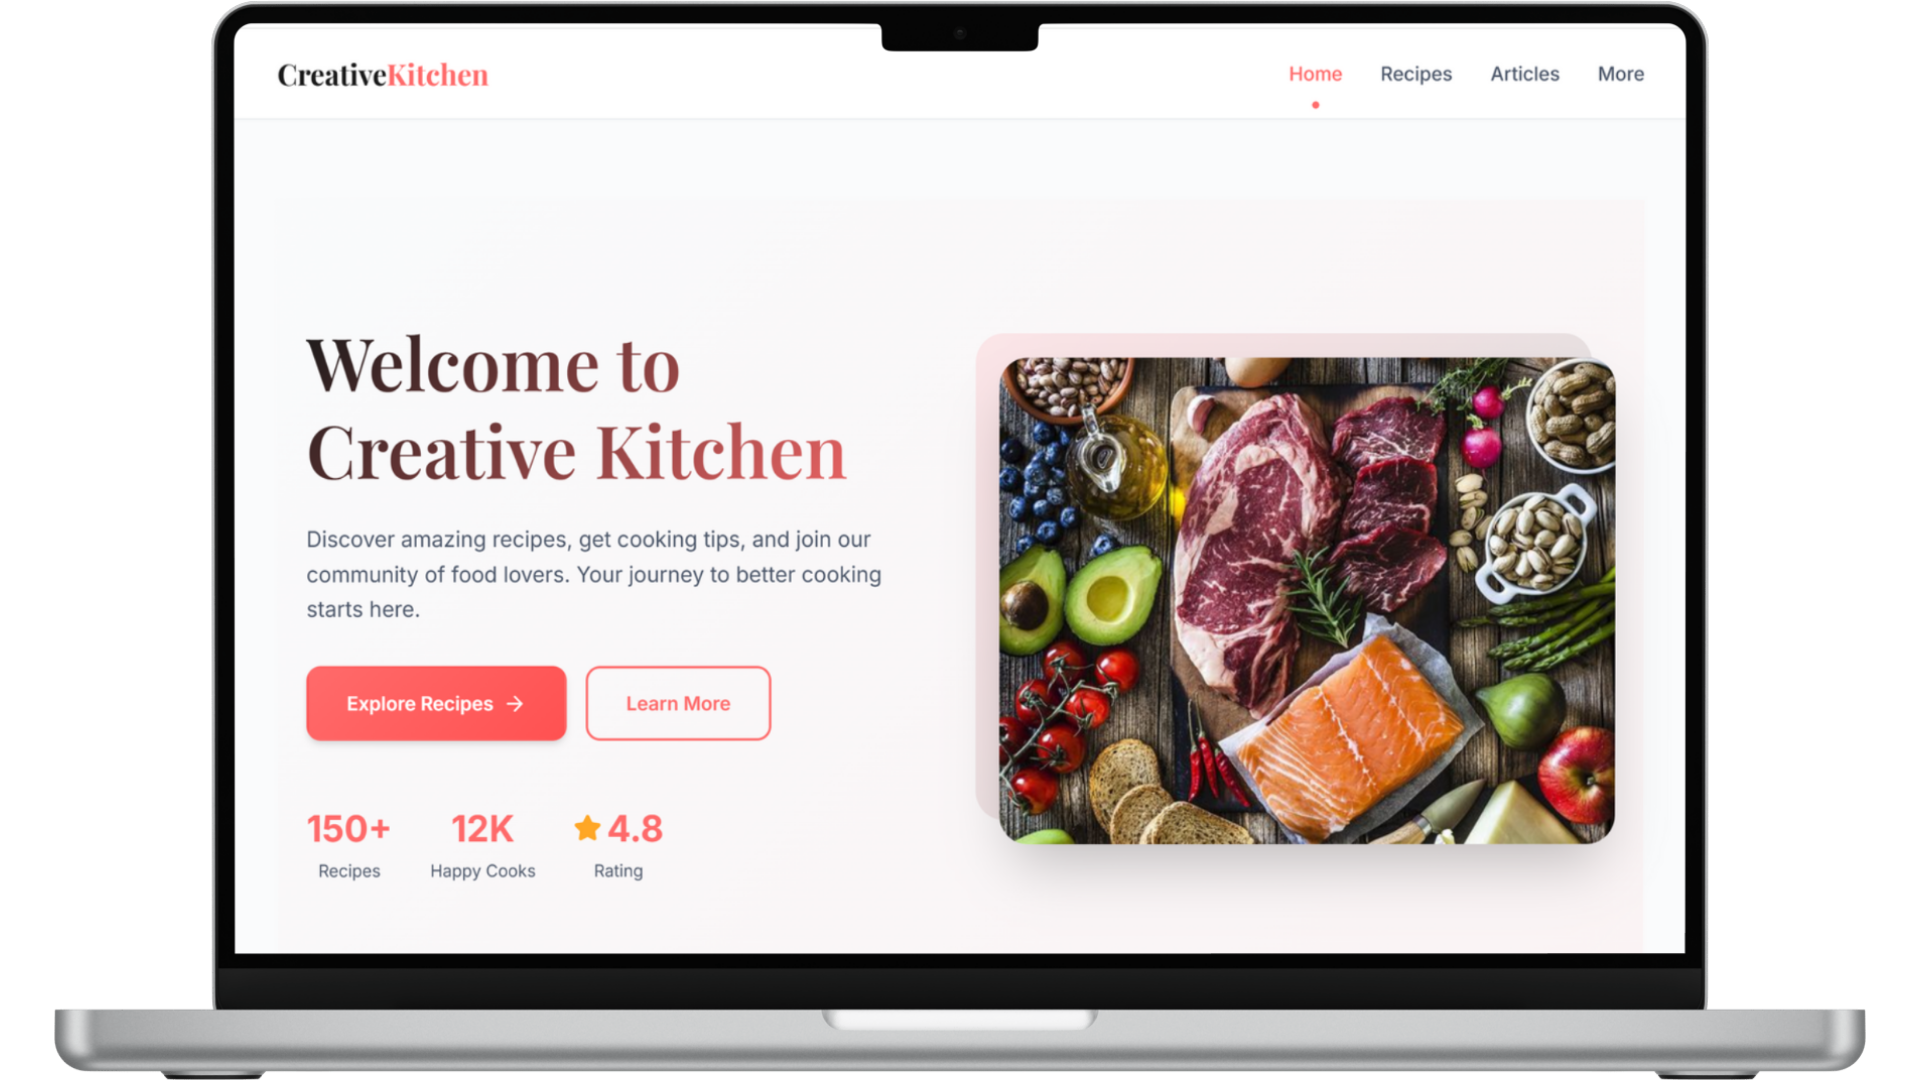 CreativeKitchen
Home Recipes Articles More
Welcome to
Creative Kitchen
Discover amazing recipes, get cooking tips, and join our
community of food lovers. Your journey to better cooking
starts here.
Explore Recipes → Learn More
150+ 12K ★ 4.8
Recipes Happy Cooks Rating